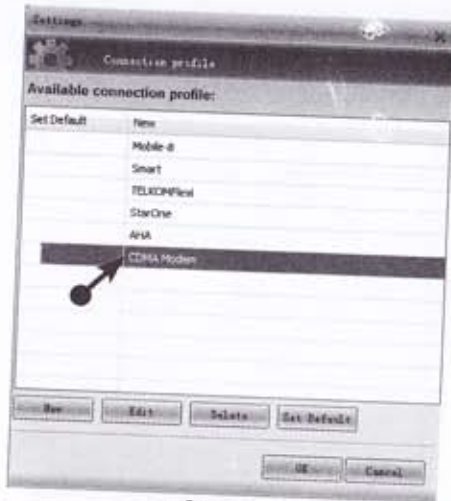 Settings
Connection profile
Available connection profile:
Set Default New
Mobile-8
Smart
TELKOMFlexi
StarOne
AHA
CDMA Modem
New Edit Delete Set Default
OK Cancel